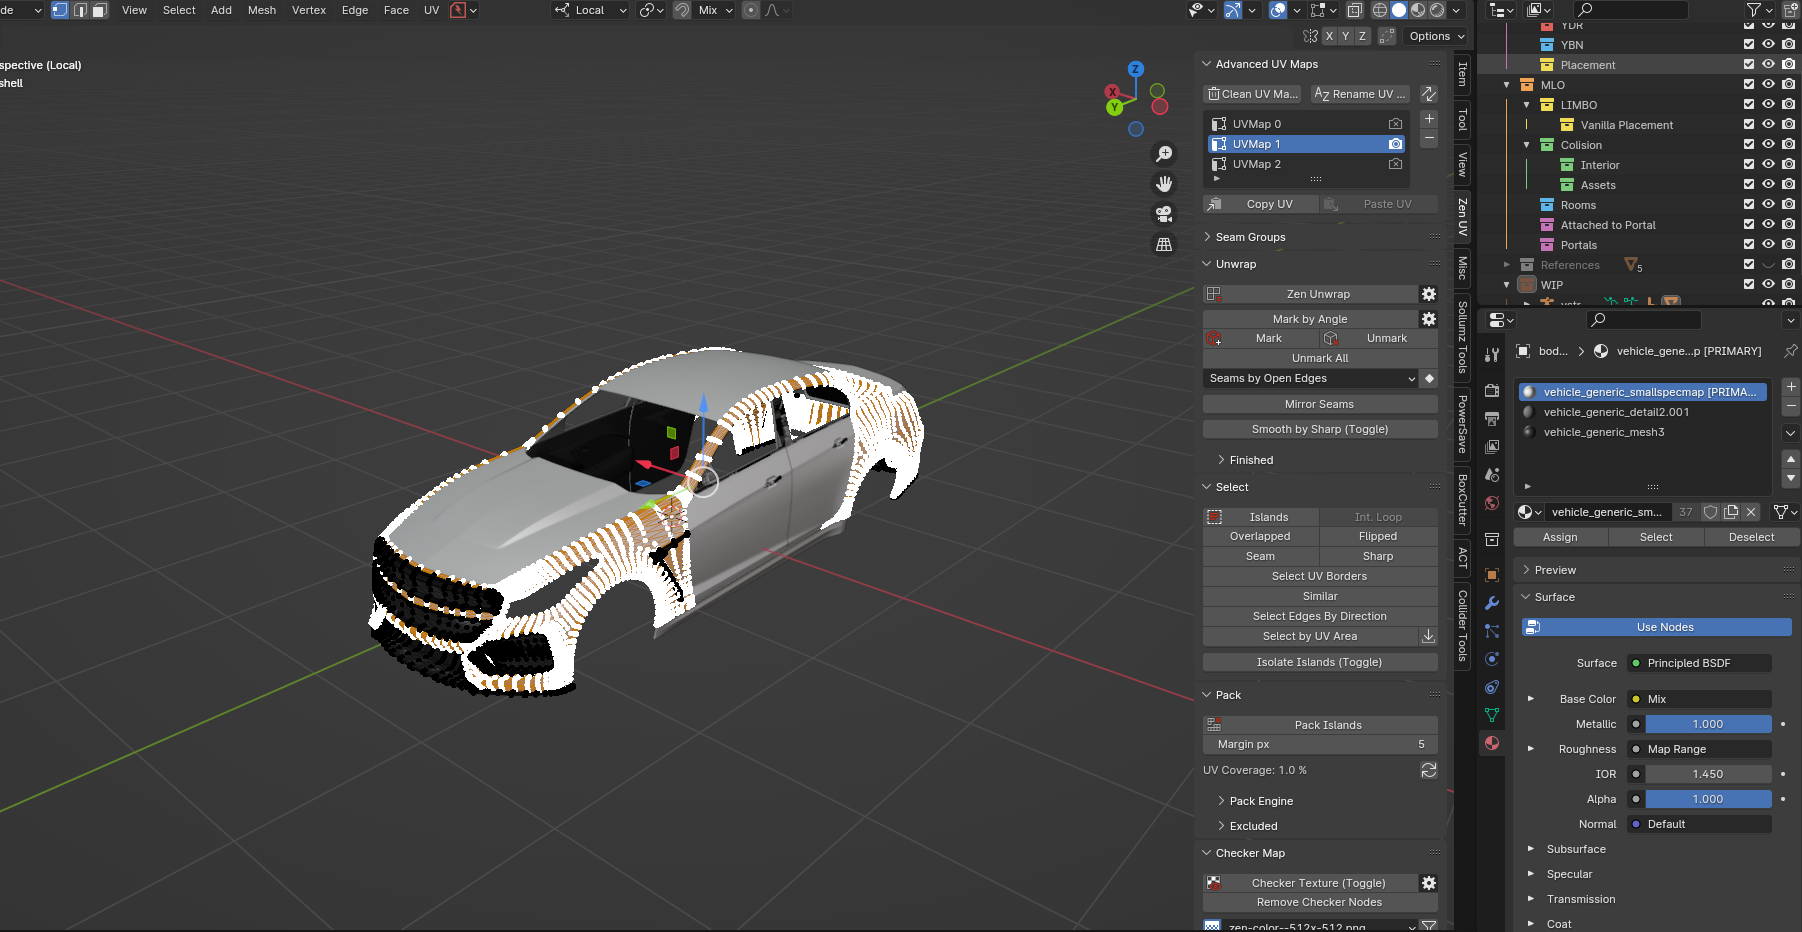 de View Select Add Mesh Vertex Edge Face UV Local Mix
X Y Z Options
spective (Local)
shell
Z
X
Y
Advanced UV Maps
Clean UV Ma... AZ Rename UV ...
UVMap 0
UVMap 1
UVMap 2
Copy UV Paste UV
Seam Groups
Unwrap
Zen Unwrap
Mark by Angle
Mark Unmark
Unmark All
Seams by Open Edges
Mirror Seams
Smooth by Sharp (Toggle)
Finished
Select
Islands Int. Loop
Overlapped Flipped
Seam Sharp
Select UV Borders
Similar
Select Edges By Direction
Select by UV Area
Isolate Islands (Toggle)
Pack
Pack Islands
Margin px 5
UV Coverage: 1.0 %
Pack Engine
Excluded
Checker Map
Checker Texture (Toggle)
Remove Checker Nodes
zen-color--512x-512.png
Item
Tool
View
Zen UV
Misc
Sollumz Tools
PowerSave
BoxCutter
ACT
Collider Tools
YDR
YBN
Placement
MLO
LIMBO
Vanilla Placement
Colision
Interior
Assets
Rooms
Attached to Portal
Portals
References 5
WIP
bod... vehicle_gene...p [PRIMARY]
vehicle_generic_smallspecmap [PRIMA...
vehicle_generic_detail2.001
vehicle_generic_mesh3
vehicle_generic_sm... 37
Assign Select Deselect
Preview
Surface
Use Nodes
Surface Principled BSDF
Base Color Mix
Metallic 1.000
Roughness Map Range
IOR 1.450
Alpha 1.000
Normal Default
Subsurface
Specular
Transmission
Coat